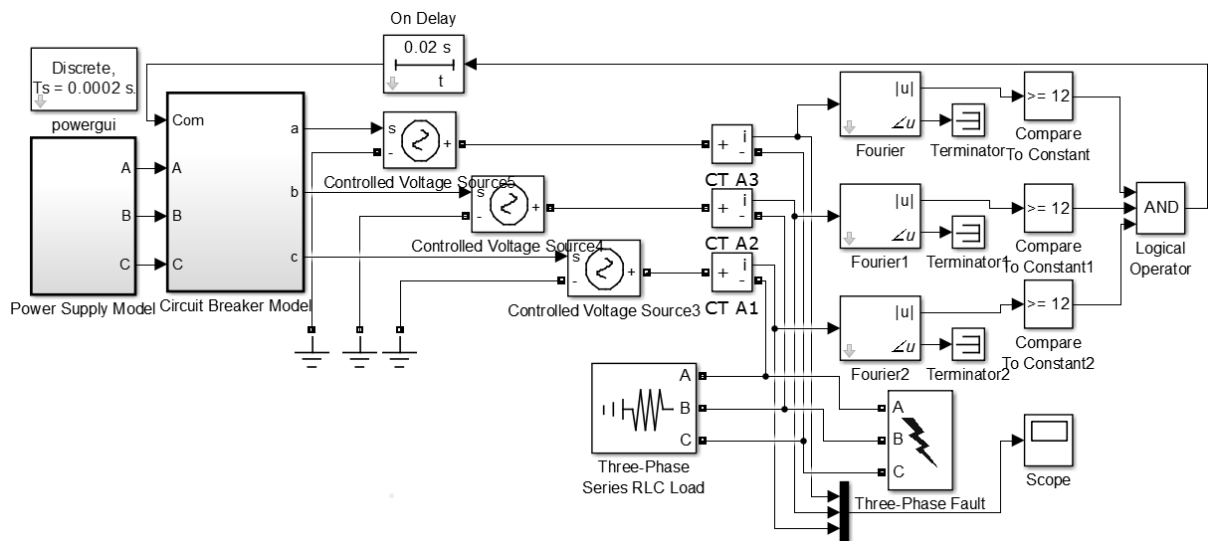 On Delay
0.02 s
t
Discrete,
Ts = 0.0002 s.
powergui
Com
A
B
C
a
b
c
A
B
C
Power Supply Model
Circuit Breaker Model
s
-
+
Controlled Voltage Source5
s
-
+
Controlled Voltage Source4
s
-
+
Controlled Voltage Source3
+
i
-
CT A3
+
i
-
CT A2
+
i
-
CT A1
|u|
∠u
Fourier
Terminator
>= 12
Compare
To Constant
|u|
∠u
Fourier1
Terminator1
>= 12
Compare
To Constant1
AND
Logical
Operator
|u|
∠u
Fourier2
Terminator2
>= 12
Compare
To Constant2
A
B
C
Three-Phase
Series RLC Load
A
B
C
Three-Phase Fault
Scope